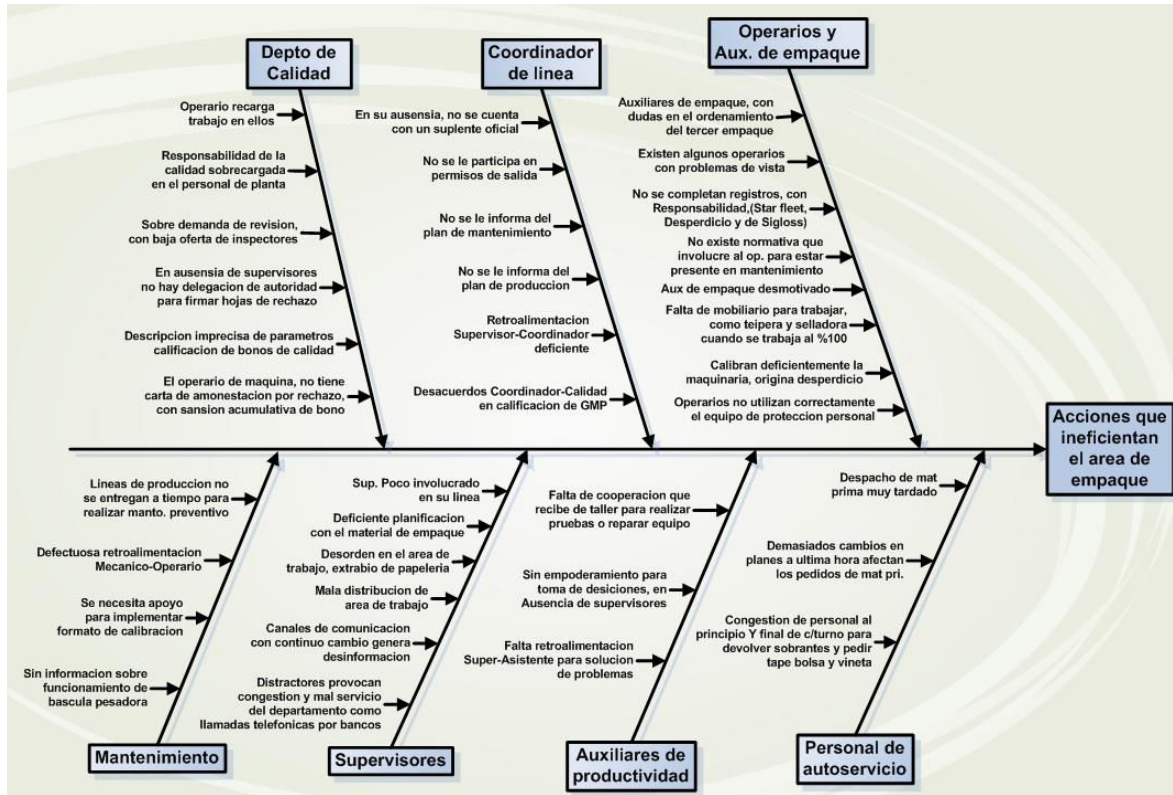 Depto de
Calidad
Operario recarga
trabajo en ellos
Responsabilidad de la
calidad sobrecargada
en el personal de planta
Sobre demanda de revision,
con baja oferta de inspectores
En ausensia de supervisores
no hay delegacion de autoridad
para firmar hojas de rechazo
Descripcion imprecisa de parametros
calificacion de bonos de calidad
El operario de maquina, no tiene
carta de amonestacion por rechazo,
con sansion acumulativa de bono
Coordinador
de linea
En su ausensia, no se cuenta
con un suplente oficial
No se le participa en
permisos de salida
No se le informa del
plan de mantenimiento
No se le informa del
plan de produccion
Retroalimentacion
Supervisor-Coordinador
deficiente
Desacuerdos Coordinador-Calidad
en calificacion de GMP
Operarios y
Aux. de empaque
Auxiliares de empaque, con
dudas en el ordenamiento
del tercer empaque
Existen algunos operarios
con problemas de vista
No se completan registros, con
Responsabilidad,(Star fleet,
Desperdicio y de Sigloss)
No existe normativa que
involucre al op. para estar
presente en mantenimiento
Aux de empaque desmotivado
Falta de mobiliario para trabajar,
como teipera y selladora
cuando se trabaja al %100
Calibran deficientemente la
maquinaria, origina desperdicio
Operarios no utilizan correctamente
el equipo de proteccion personal
Acciones que
ineficientan
el area de
empaque
Lineas de produccion no
se entregan a tiempo para
realizar manto. preventivo
Defectuosa retroalimentacion
Mecanico-Operario
Se necesita apoyo
para implementar
formato de calibracion
Sin informacion sobre
funcionamiento de
bascula pesadora
Mantenimiento
Sup. Poco involucrado
en su linea
Deficiente planificacion
con el material de empaque
Desorden en el area de
trabajo, extrabio de papeleria
Mala distribucion de
area de trabajo
Canales de comunicacion
con continuo cambio genera
desinformacion
Distractores provocan
congestion y mal servicio
del departamento como
llamadas telefonicas por bancos
Supervisores
Falta de cooperacion que
recibe de taller para realizar
pruebas o reparar equipo
Sin empoderamiento para
toma de desiciones, en
Ausencia de supervisores
Falta retroalimentacion
Super-Asistente para solucion
de problemas
Auxiliares de
productividad
Despacho de mat
prima muy tardado
Demasiados cambios en
planes a ultima hora afectan
los pedidos de mat pri.
Congestion de personal al
principio Y final de c/turno para
devolver sobrantes y pedir
tape bolsa y vineta
Personal de
autoservicio